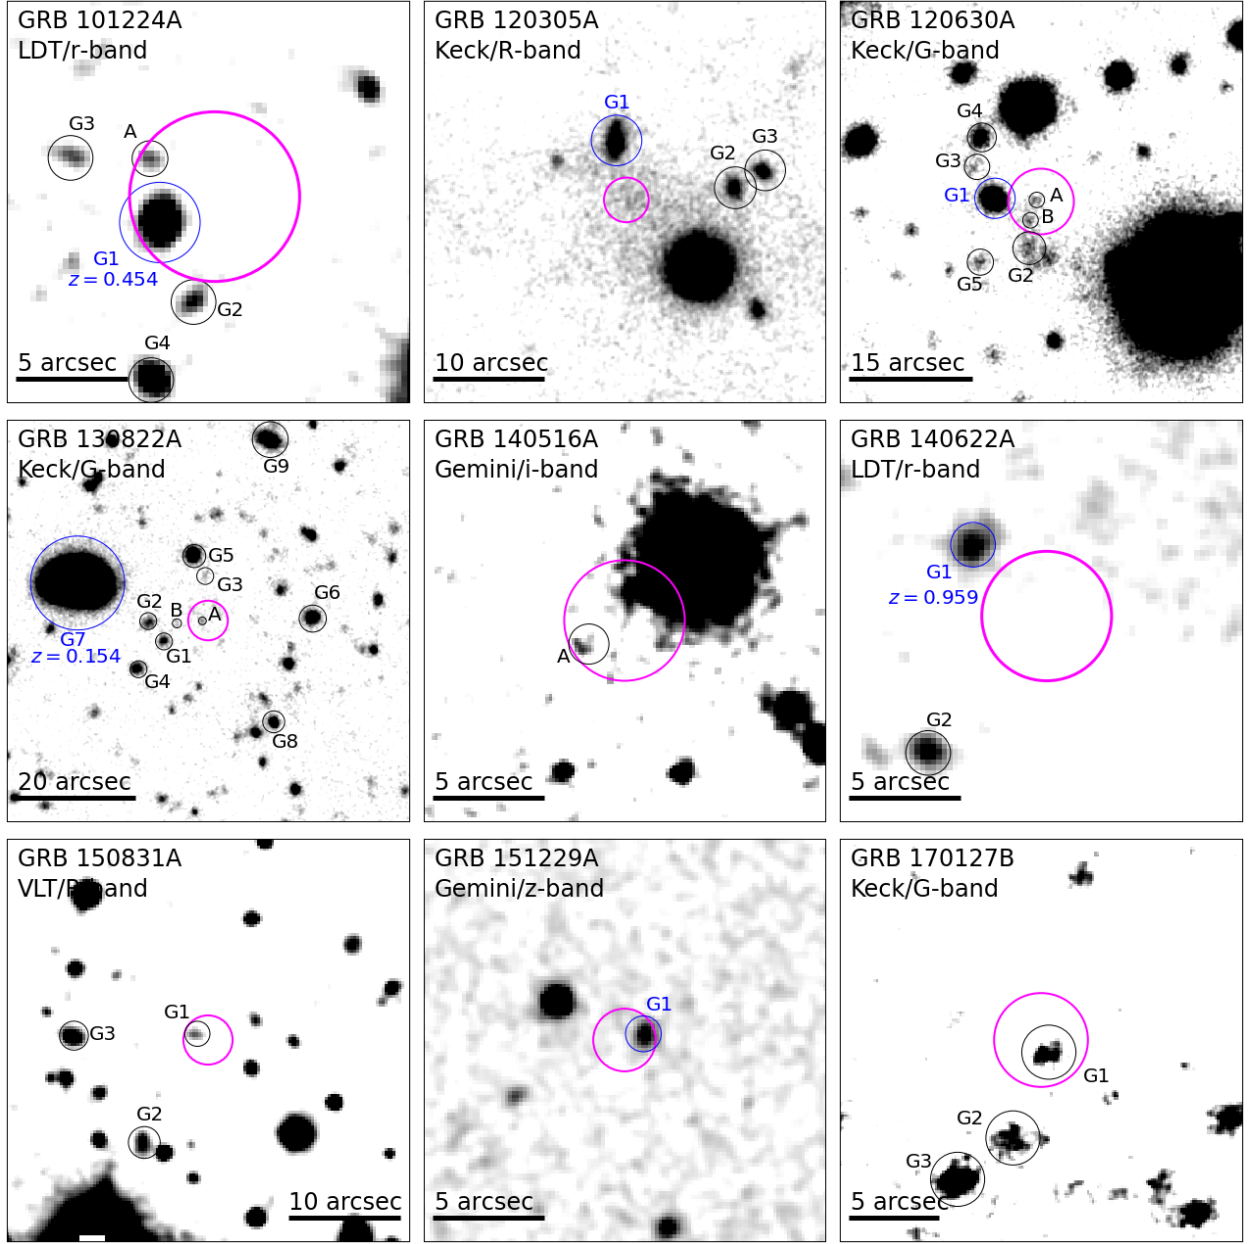 GRB 101224A
LDT/r-band
G3
A
G1
z = 0.454
G2
G4
5 arcsec
GRB 120305A
Keck/R-band
G1
G2
G3
10 arcsec
GRB 120630A
Keck/G-band
G4
G3
G1
A
B
G2
G5
15 arcsec
GRB 130822A
Keck/G-band
G9
G5
G3
G6
G2
B
A
G7
z = 0.154
G1
G4
G8
20 arcsec
GRB 140516A
Gemini/i-band
A
5 arcsec
GRB 140622A
LDT/r-band
G1
z = 0.959
G2
5 arcsec
GRB 150831A
VLT/R-band
G1
G3
G2
10 arcsec
GRB 151229A
Gemini/z-band
G1
5 arcsec
GRB 170127B
Keck/G-band
G1
G2
G3
5 arcsec